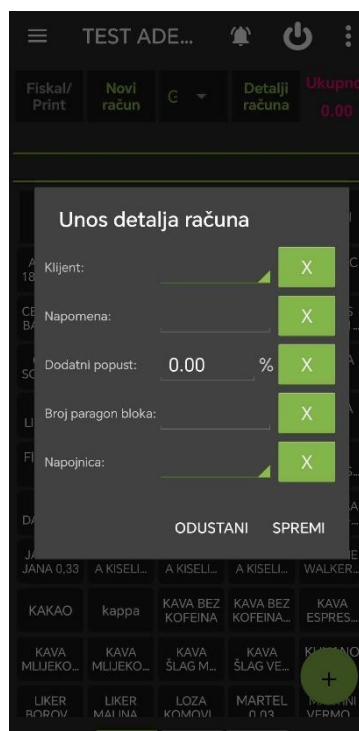 TEST ADE...
Fiskal/
Print
Novi
račun
Detalji
računa
Ukupno
0.00
Unos detalja računa
Klijent:
X
Napomena:
X
Dodatni popust:
0.00
%
X
Broj paragon bloka:
X
Napojnica:
X
ODUSTANI
SPREMI
JANA 0,33
A KISELI...
A KISELI...
A KISELI...
WALKER...
KAKAO
kappa
KAVA BEZ
KOFEINA
KAVA BEZ
KOFEINA...
KAVA
ESPRES...
KAVA
MLIJEKO...
KAVA
MLIJEKO...
KAVA
ŠLAG M...
KAVA
ŠLAG VE...
+
LIKER
BOROV
LIKER
MALINA
LOZA
KOMOVI
MARTEL
0,03
VERMO